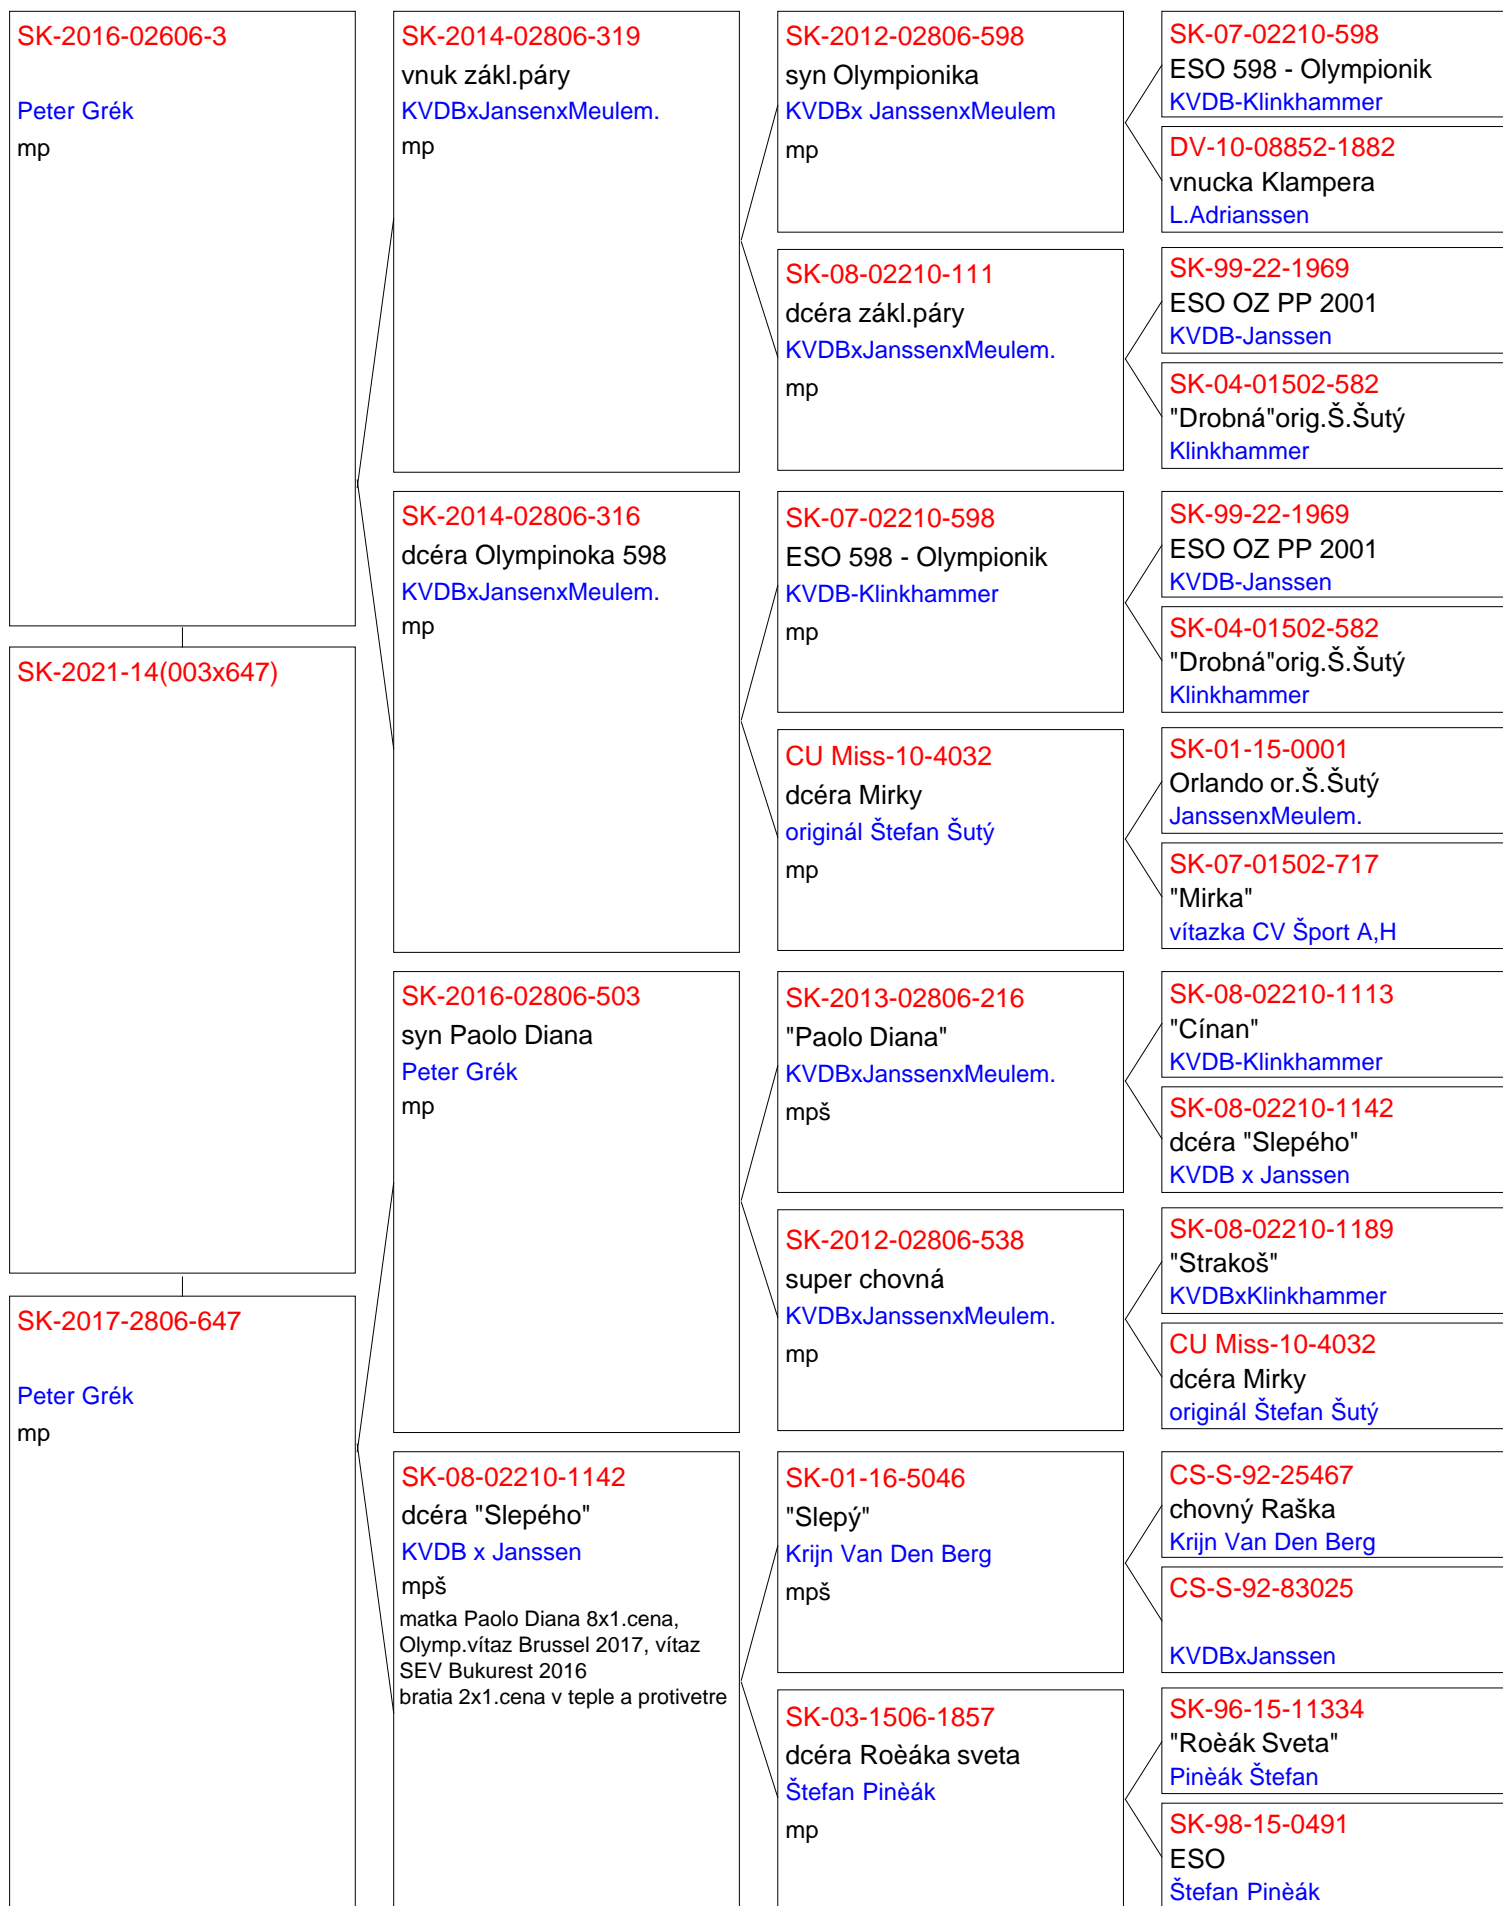 SK-2016-02606-3
Peter Grék
mp
SK-2021-14(003x647)
SK-2017-2806-647
Peter Grék
mp
SK-2014-02806-319
vnuk zákl.páry
KVDBxJansenxMeulem.
mp
SK-2014-02806-316
dcéra Olympinoka 598
KVDBxJansenxMeulem.
mp
SK-2016-02806-503
syn Paolo Diana
Peter Grék
mp
SK-08-02210-1142
dcéra "Slepého"
KVDB x Janssen
mpš
matka Paolo Diana 8x1.cena,
Olymp.vítaz Brussel 2017, vítaz
SEV Bukurest 2016
bratia 2x1.cena v teple a protivetre
SK-2012-02806-598
syn Olympionika
KVDBx JanssenxMeulem
mp
SK-08-02210-111
dcéra zákl.páry
KVDBxJanssenxMeulem.
mp
SK-07-02210-598
ESO 598 - Olympionik
KVDB-Klinkhammer
mp
CU Miss-10-4032
dcéra Mirky
originál Štefan Šutý
mp
SK-2013-02806-216
"Paolo Diana"
KVDBxJanssenxMeulem.
mpš
SK-2012-02806-538
super chovná
KVDBxJanssenxMeulem.
mp
SK-01-16-5046
"Slepý"
Krijn Van Den Berg
mpš
SK-03-1506-1857
dcéra Roèáka sveta
Štefan Pinèák
mp
SK-07-02210-598
ESO 598 - Olympionik
KVDB-Klinkhammer
DV-10-08852-1882
vnucka Klampera
L.Adrianssen
SK-99-22-1969
ESO OZ PP 2001
KVDB-Janssen
SK-04-01502-582
"Drobná"orig.Š.Šutý
Klinkhammer
SK-99-22-1969
ESO OZ PP 2001
KVDB-Janssen
SK-04-01502-582
"Drobná"orig.Š.Šutý
Klinkhammer
SK-01-15-0001
Orlando or.Š.Šutý
JanssenxMeulem.
SK-07-01502-717
"Mirka"
vítazka CV Šport A,H
SK-08-02210-1113
"Cínan"
KVDB-Klinkhammer
SK-08-02210-1142
dcéra "Slepého"
KVDB x Janssen
SK-08-02210-1189
"Strakoš"
KVDBxKlinkhammer
CU Miss-10-4032
dcéra Mirky
originál Štefan Šutý
CS-S-92-25467
chovný Raška
Krijn Van Den Berg
CS-S-92-83025
KVDBxJanssen
SK-96-15-11334
"Roèák Sveta"
Pinèák Štefan
SK-98-15-0491
ESO
Štefan Pinèák